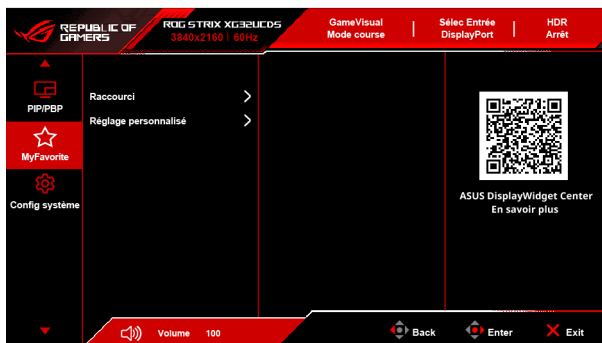 REPUBLIC OF
GAMERS
ROG STRIX XG32UCDS
3840x2160 | 60Hz
GameVisual
Mode course
Sélec Entrée
DisplayPort
HDR
Arrêt
PIP/PBP
MyFavorite
Config système
Raccourci
Réglage personnalisé
ASUS DisplayWidget Center
En savoir plus
Volume 100
Back
Enter
Exit